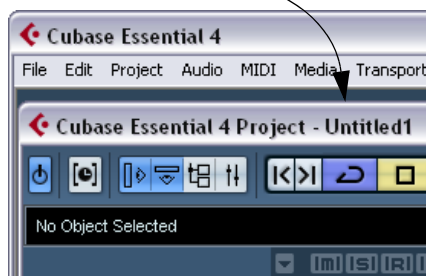 Cubase Essential 4
File Edit Project Audio MIDI Media Transport
Cubase Essential 4 Project - Untitled1
No Object Selected
M S R